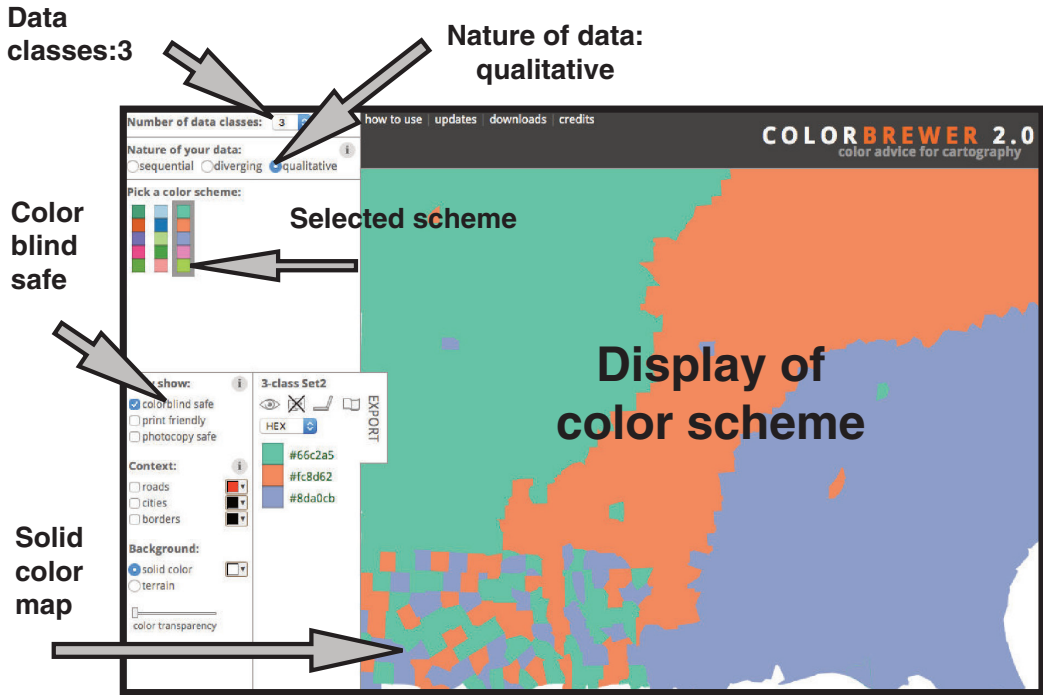 Data
classes:3
Nature of data:
qualitative
Number of data classes: 3
how to use | updates | downloads | credits
COLORBREWER 2.0
color advice for cartography
Nature of your data: i
sequential diverging qualitative
Pick a color scheme:
Selected scheme
Color
blind
safe
Display of
color scheme
show: i
colorblind safe
print friendly
photocopy safe
Context: i
roads
cities
borders
Background:
solid color
terrain
color transparency
3-class Set2
EXPORT
HEX
#66c2a5
#fc8d62
#8da0cb
Solid
color
map